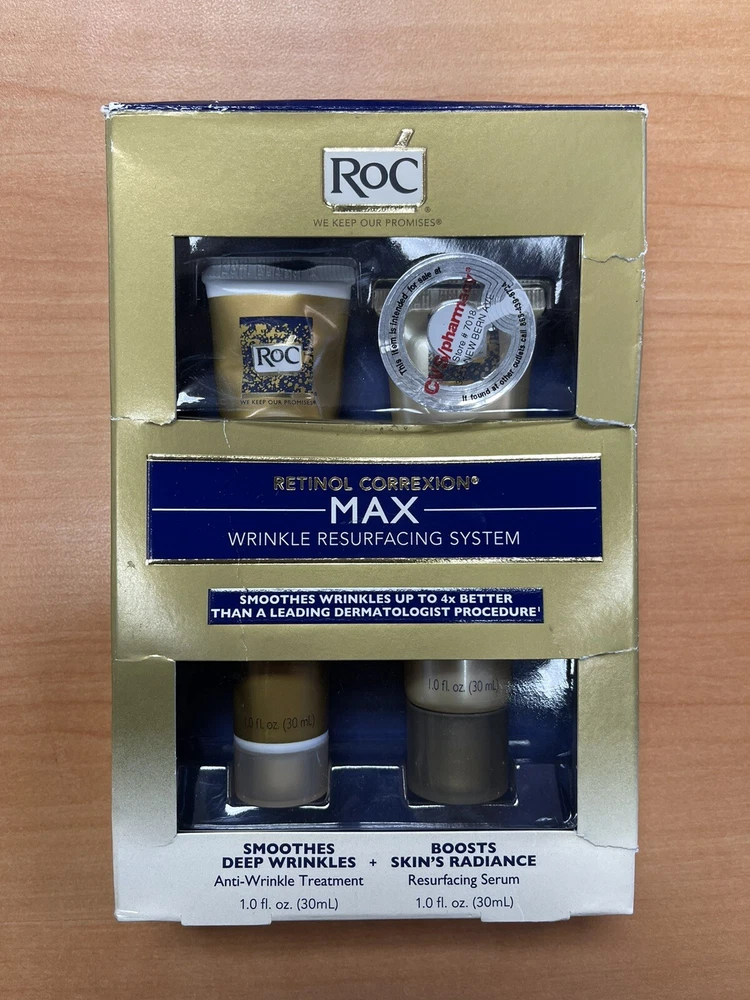 RoC
®
WE KEEP OUR PROMISES®
RoC
WE KEEP OUR PROMISES®
This item is intended for sale at
CVS/pharmacy®
Store # 7018
NEW BERN AVE
If found at other outlets call
RETINOL CORREXION®
MAX
WRINKLE RESURFACING SYSTEM
SMOOTHES WRINKLES UP TO 4x BETTER
THAN A LEADING DERMATOLOGIST PROCEDURE¹
1.0 fl. oz. (30 mL)
1.0 fl. oz. (30 mL)
SMOOTHES
DEEP WRINKLES
Anti-Wrinkle Treatment
1.0 fl. oz. (30mL)
+
BOOSTS
SKIN'S RADIANCE
Resurfacing Serum
1.0 fl. oz. (30mL)